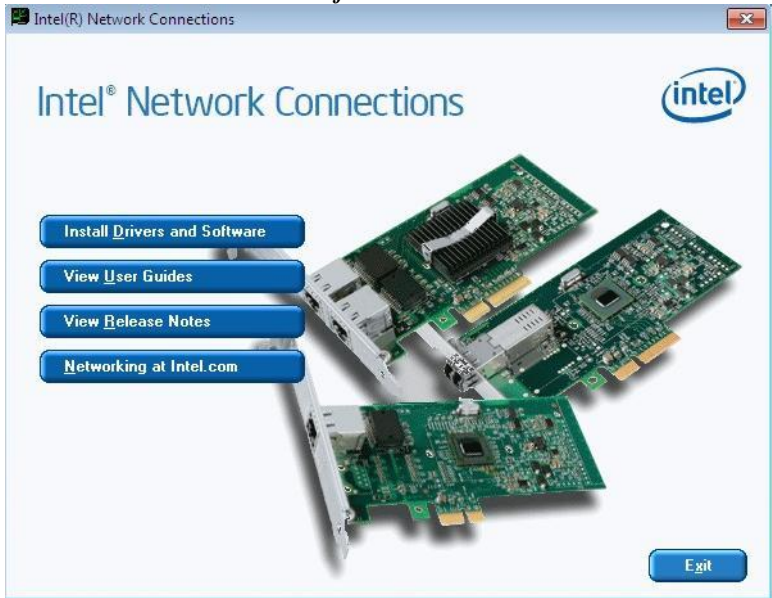 Intel(R) Network Connections
Intel® Network Connections
intel
Install Drivers and Software
View User Guides
View Release Notes
Networking at Intel.com
Exit